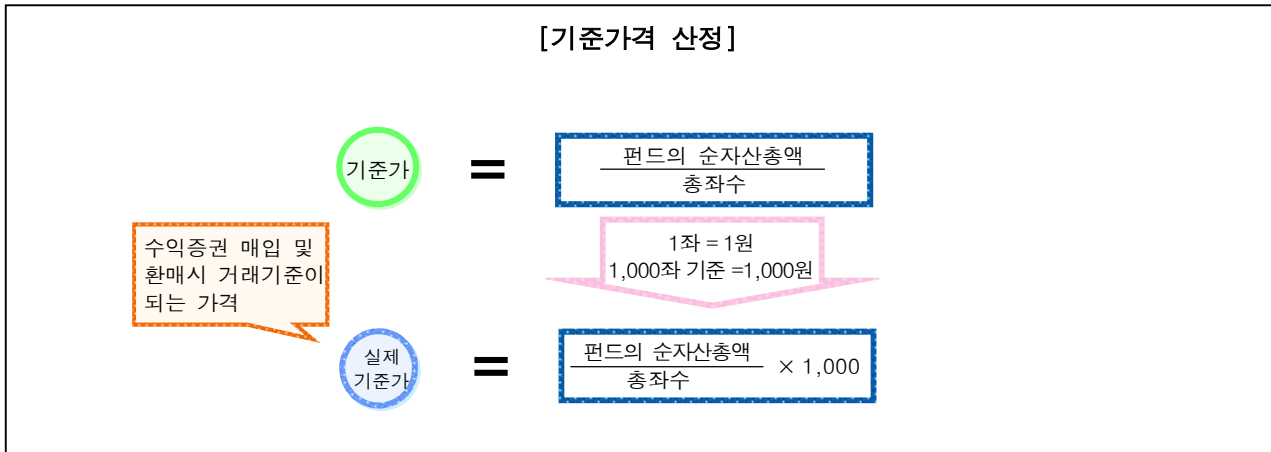 [기준가격 산정]
기준가
=
펀드의 순자산총액
총좌수
1좌 = 1원
1,000좌 기준 =1,000원
수익증권 매입 및
환매시 거래기준이
되는 가격
실제
기준가
=
펀드의 순자산총액
총좌수
× 1,000